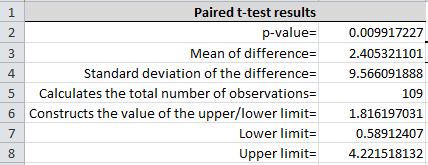 1 Paired t-test results
2 p-value= 0.009917227
3 Mean of difference= 2.405321101
4 Standard deviation of the difference= 9.566091888
5 Calculates the total number of observations= 109
6 Constructs the value of the upper/lower limit= 1.816197031
7 Lower limit= 0.58912407
8 Upper limit= 4.221518132